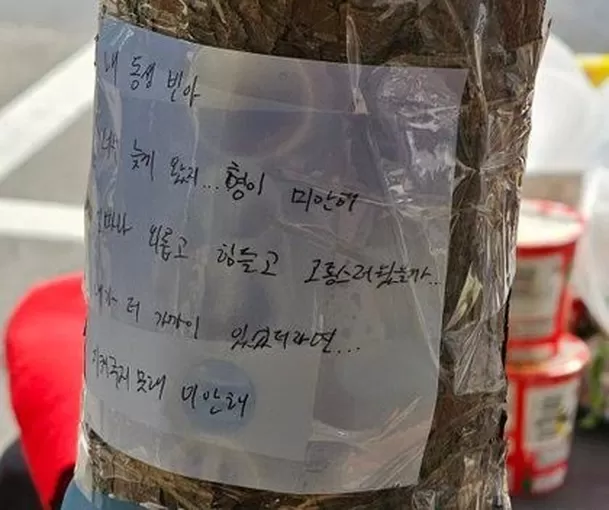 내 동생 빈아
늦게 왔지... 형이 미안해
외롭고 힘들고 고통스러웠을까..
내가 더 가까이 있었더라면...
지켜주지 못해 미안해